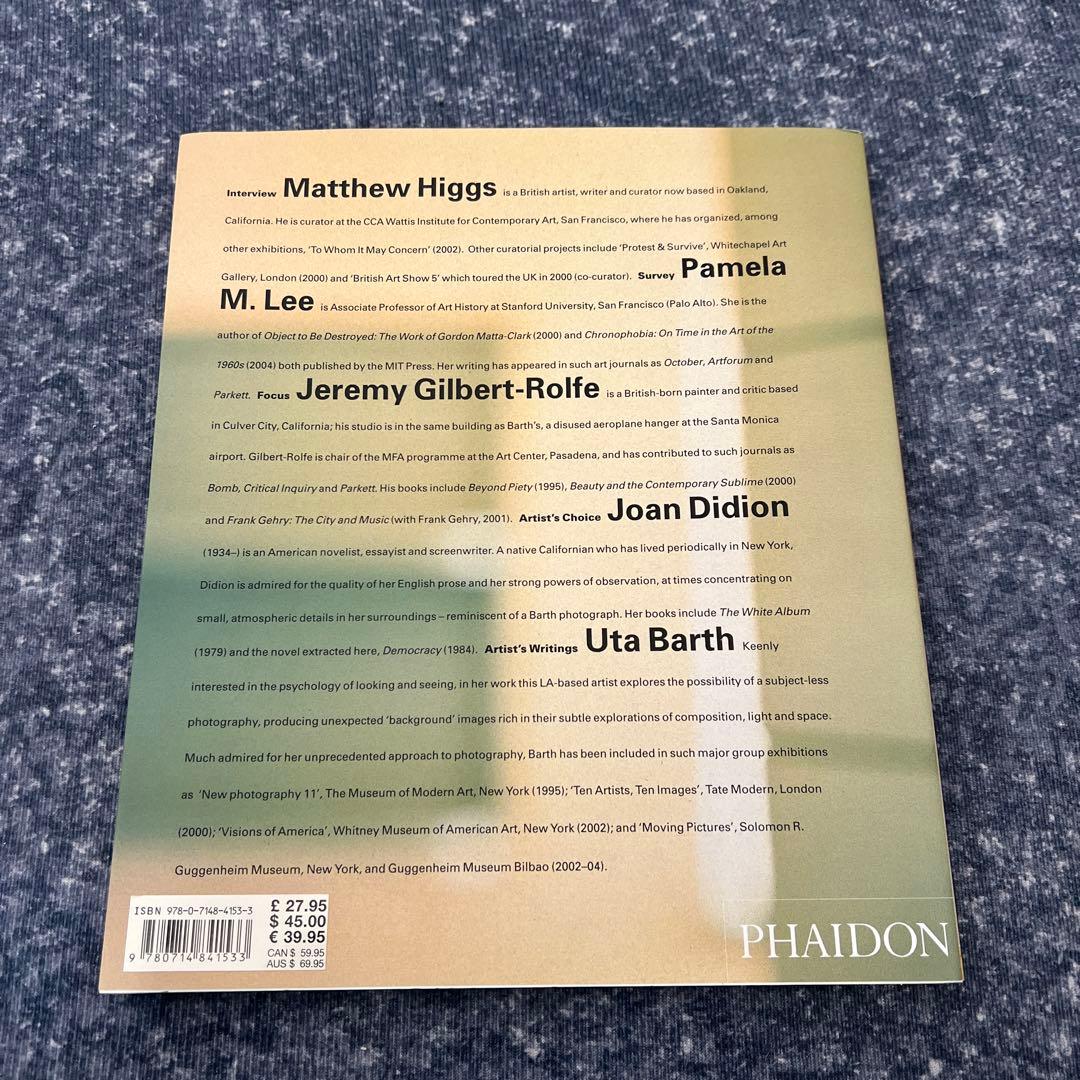 Interview Matthew Higgs is a British artist, writer and curator now based in Oakland,
California. He is curator at the CCA Wattis Institute for Contemporary Art, San Francisco, where he has organized, among
other exhibitions, 'To Whom It May Concern' (2002). Other curatorial projects include 'Protest & Survive', Whitechapel Art
Gallery, London (2000) and 'British Art Show 5' which toured the UK in 2000 (co-curator). Survey Pamela
M. Lee is Associate Professor of Art History at Stanford University, San Francisco (Palo Alto). She is the
author of Object to Be Destroyed: The Work of Gordon Matta-Clark (2000) and Chronophobia: On Time in the Art of the
1960s (2004) both published by the MIT Press. Her writing has appeared in such art journals as October, Artforum and
Parkett. Focus Jeremy Gilbert-Rolfe is a British-born painter and critic based
in Culver City, California; his studio is in the same building as Barth's, a disused aeroplane hanger at the Santa Monica
airport. Gilbert-Rolfe is chair of the MFA programme at the Art Center, Pasadena, and has contributed to such journals as
Bomb, Critical Inquiry and Parkett. His books include Beyond Piety (1995), Beauty and the Contemporary Sublime (2000)
and Frank Gehry: The City and Music (with Frank Gehry, 2001). Artist's Choice Joan Didion
(1934–) is an American novelist, essayist and screenwriter. A native Californian who has lived periodically in New York,
Didion is admired for the quality of her English prose and her strong powers of observation, at times concentrating on
small, atmospheric details in her surroundings – reminiscent of a Barth photograph. Her books include The White Album
(1979) and the novel extracted here, Democracy (1984). Artist's Writings Uta Barth Keenly
interested in the psychology of looking and seeing, in her work this LA-based artist explores the possibility of a subject-less
photography, producing unexpected 'background' images rich in their subtle explorations of composition, light and space.
Much admired for her unprecedented approach to photography, Barth has been included in such major group exhibitions
as 'New photography 11', The Museum of Modern Art, New York (1995); 'Ten Artists, Ten Images', Tate Modern, London
(2000); 'Visions of America', Whitney Museum of American Art, New York (2002); and 'Moving Pictures', Solomon R.
Guggenheim Museum, New York, and Guggenheim Museum Bilbao (2002–04).
ISBN 978-0-7148-4153-3
9 780714 841533
£ 27.95
$ 45.00
€ 39.95
CAN $ 59.95
AUS $ 69.95
PHAIDON